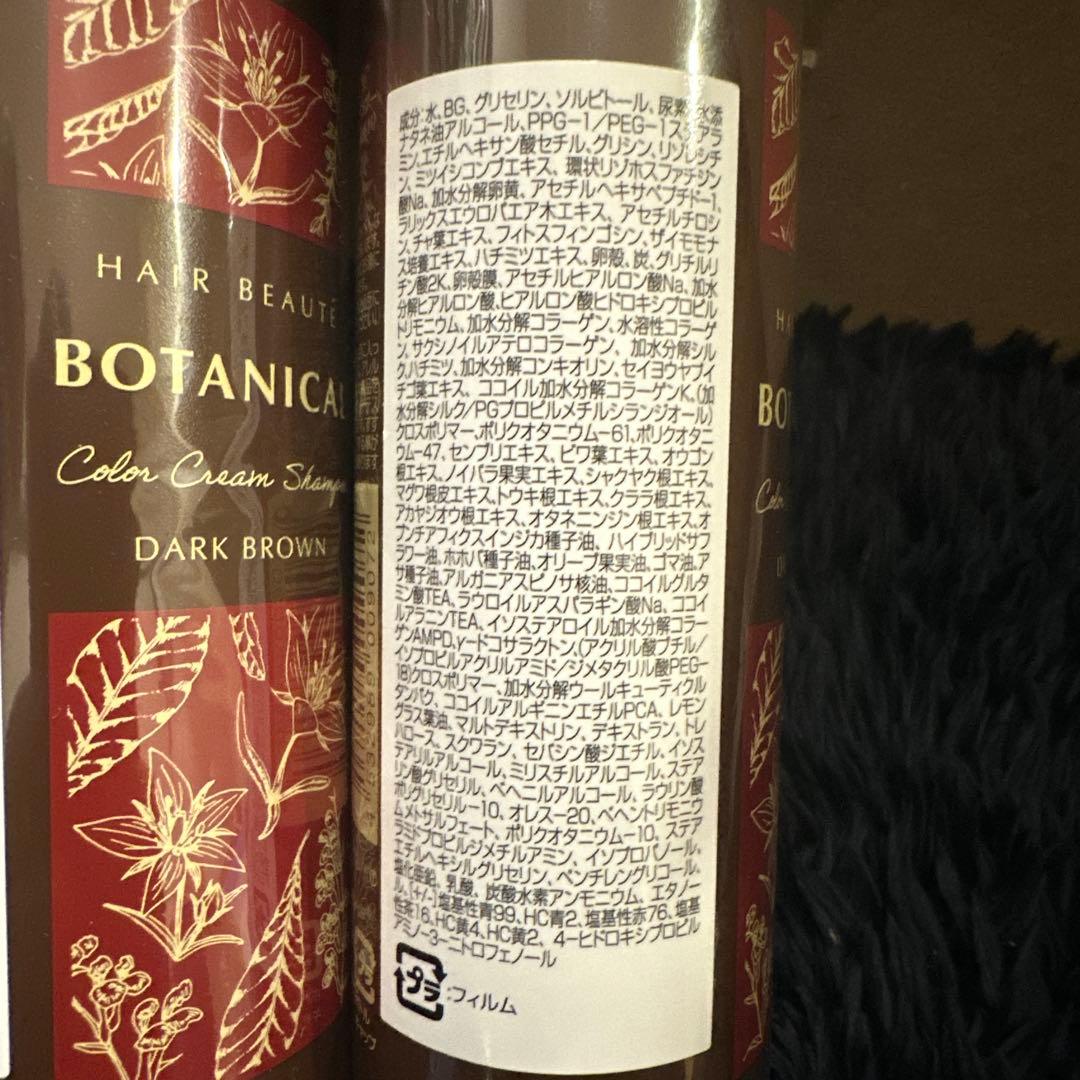 HAIR BEAUTÉ
BOTANICAL
Color Cream Shamp
DARK BROWN
成分:水、BG、グリセリン、ソルビトール、尿素、水添
ナタネ油アルコール、PPG-1/PEG-1ステアラ
ミン、エチルヘキサン酸セチル、グリシン、リゾレシチ
ン、ミツイシコンブエキス、環状リゾホスファチジン
酸Na、加水分解卵黄、アセチルヘキサペプチド-1、
ラリックスエウロパエア木エキス、アセチルチロシ
ン、チャ葉エキス、フィトスフィンゴシン、ザイモモナ
ス培養エキス、ハチミツエキス、卵殻、炭、グリチルリ
チン酸2K、卵殻膜、アセチルヒアルロン酸Na、加水
分解ヒアルロン酸、ヒアルロン酸ヒドロキシプロピル
トリモニウム、加水分解コラーゲン、水溶性コラーゲ
ン、サクシノイルアテロコラーゲン、加水分解シル
ク、ハチミツ、加水分解コンキオリン、セイヨウヤブイ
チゴ葉エキス、ココイル加水分解コラーゲンK、(加
水分解シルク/PGプロピルメチルシランジオール)
クロスポリマー、ポリクオタニウム-61、ポリクオタニ
ウム-47、センブリエキス、ビワ葉エキス、オウゴン
根エキス、ノイバラ果実エキス、シャクヤク根エキス、
マグワ根皮エキス、トウキ根エキス、クララ根エキス、
アカヤジオウ根エキス、オタネニンジン根エキス、オ
プンチアフィクスインジカ種子油、ハイブリッドサフ
ラワー油、ホホバ種子油、オリーブ果実油、ゴマ油、ア
サ種子油、アルガニアスピノサ核油、ココイルグルタ
ミン酸TEA、ラウロイルアスパラギン酸Na、ココイ
ルアラニンTEA、イソステアロイル加水分解コラー
ゲンAMPD、γ-ドコサラクトン、(アクリル酸ブチル/
イソプロピルアクリルアミド/ジメタクリル酸PEG-
18)クロスポリマー、加水分解ウールキューティクル
タンパク、ココイルアルギニンエチルPCA、レモン
グラス葉油、マルトデキストリン、デキストラン、トレ
ハロース、スクワラン、セバシン酸ジエチル、イソス
テアリルアルコール、ミリスチルアルコール、ステア
リン酸グリセリル、ベヘニルアルコール、ラウリン酸
ポリグリセリル-10、オレス-20、ベヘントリモニウ
ムメトサルフェート、ポリクオタニウム-10、ステア
ラミドプロピルジメチルアミン、イソプロパノール、
エチルヘキシルグリセリン、ペンチレングリコール、
塩化亜鉛、乳酸、炭酸水素アンモニウム、エタノー
ル、[+/-]塩基性青99、HC青2、塩基性赤76、塩基
性茶16、HC黄4、HC黄2、4-ヒドロキシプロピル
アミノ-3-ニトロフェノール
プラ
:フィルム